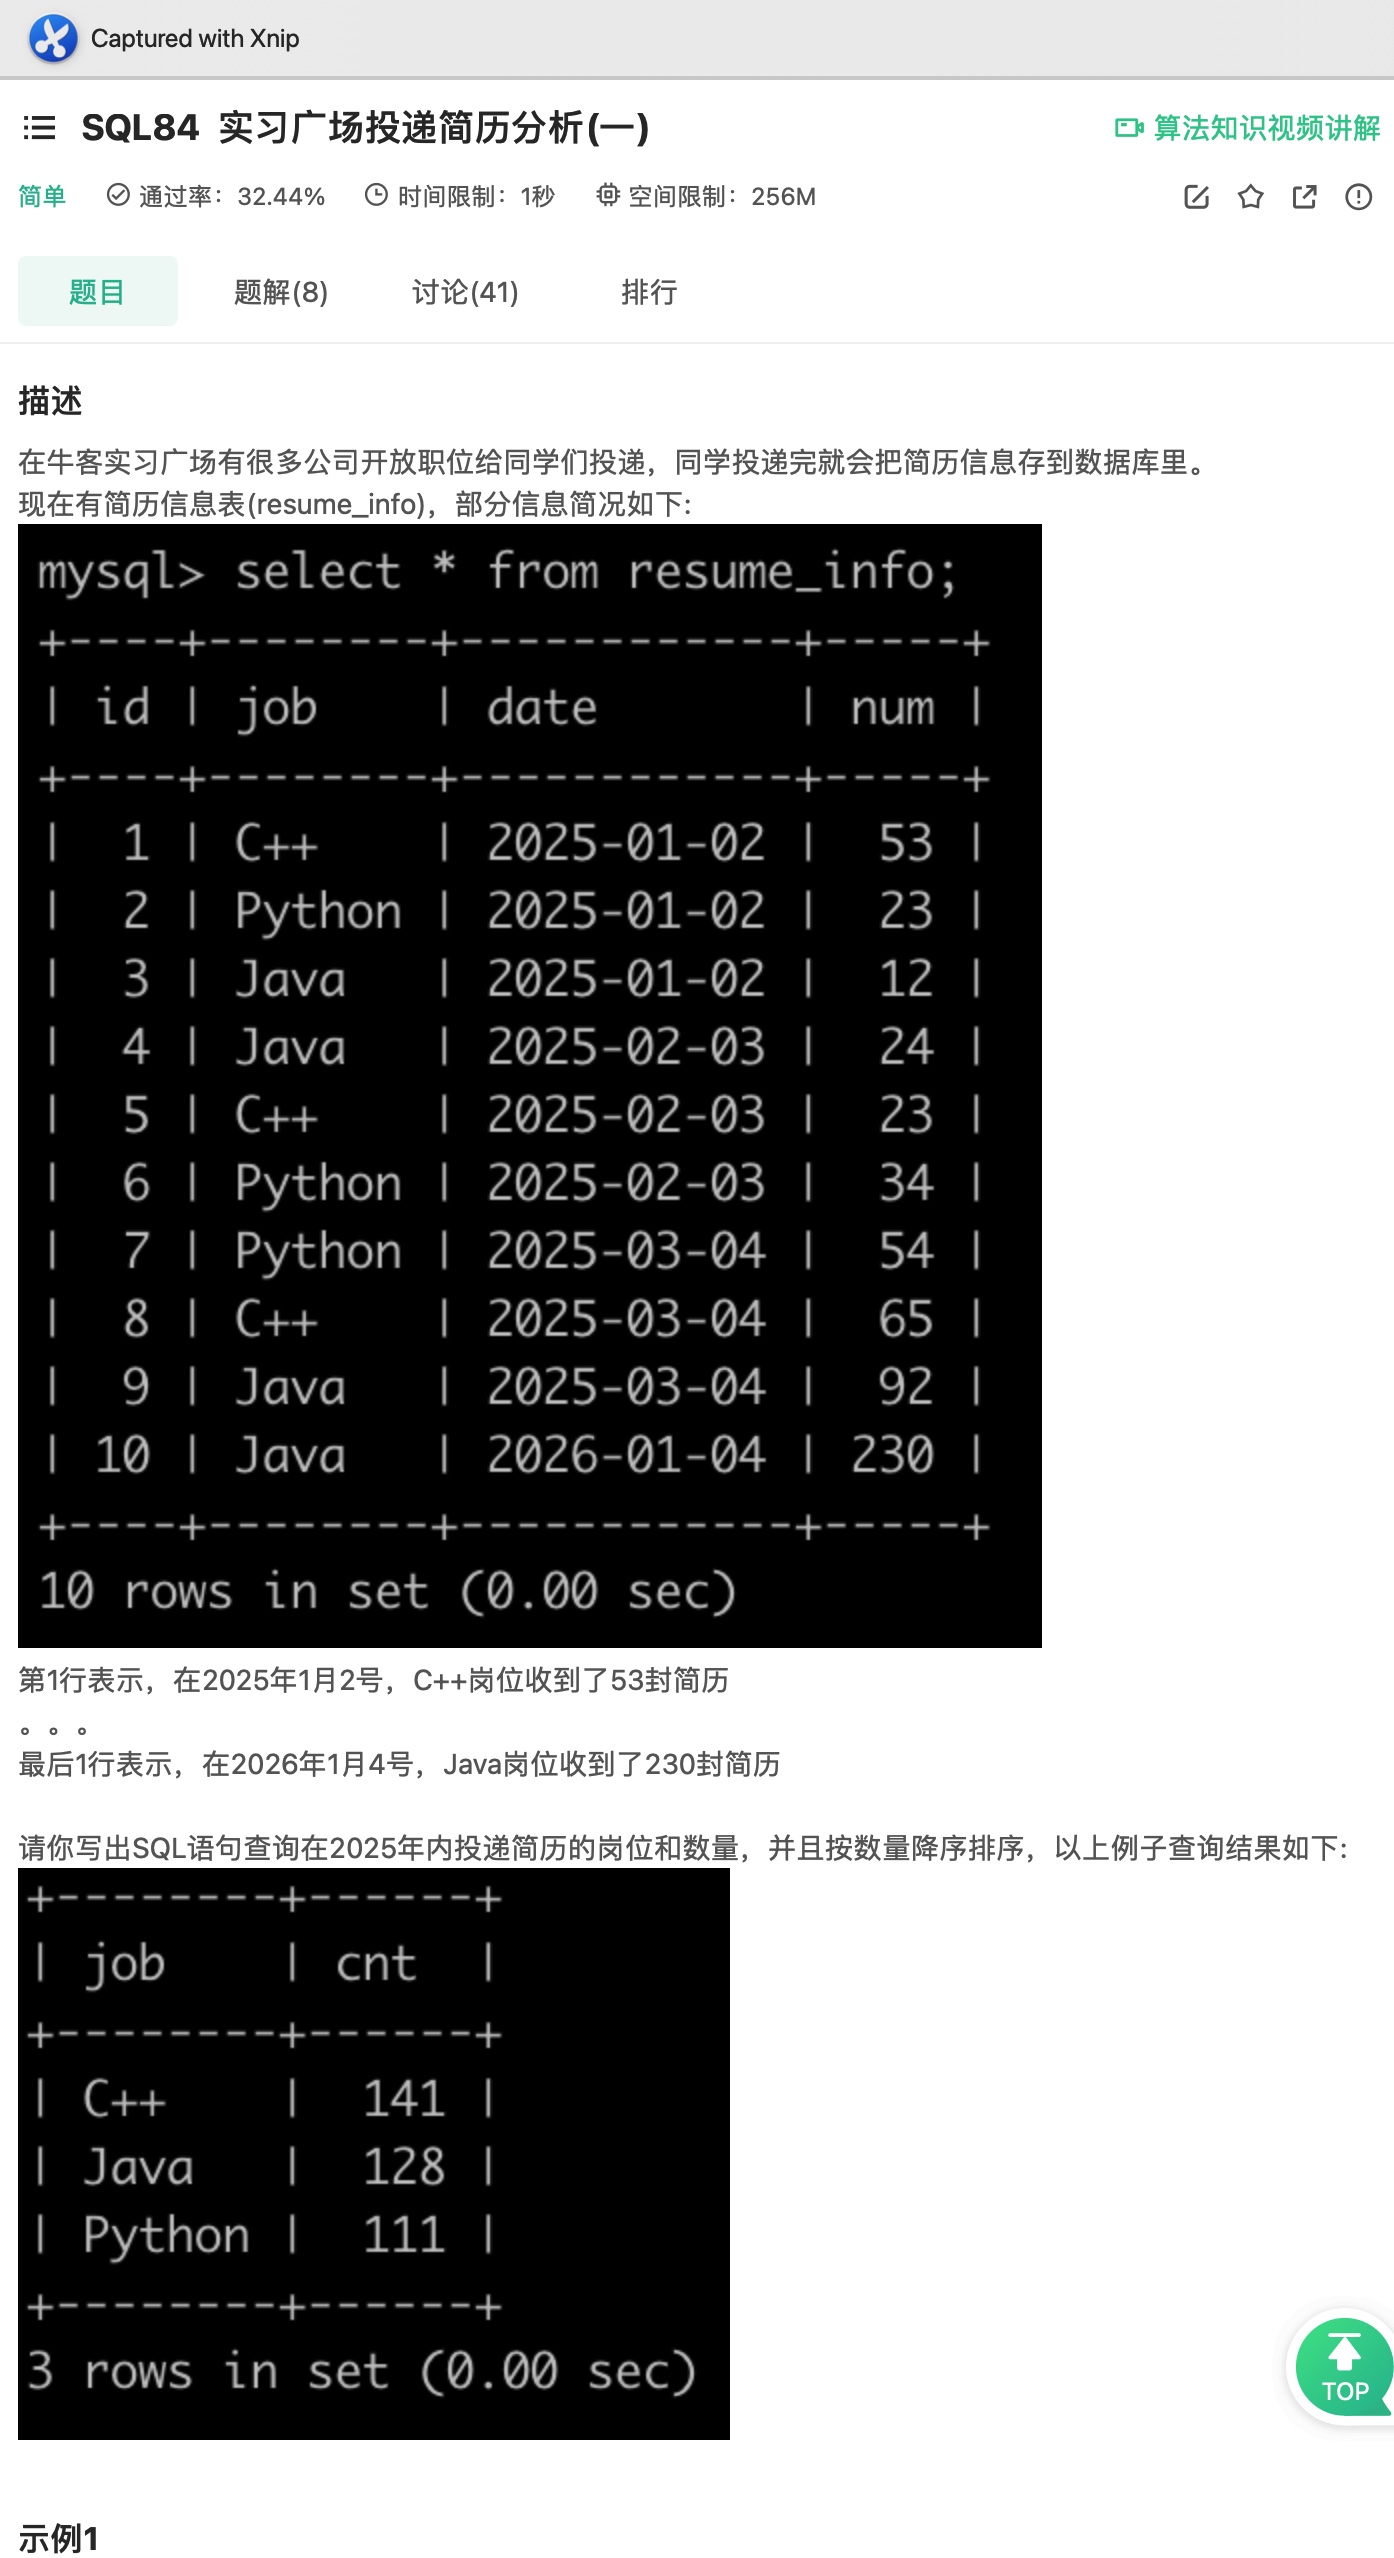 Captured with Xnip
SQL84 实习广场投递简历分析(一)
算法知识视频讲解
简单 通过率：32.44% 时间限制：1秒 空间限制：256M
题目 题解(8) 讨论(41) 排行
描述
在牛客实习广场有很多公司开放职位给同学们投递，同学投递完就会把简历信息存到数据库里。
现在有简历信息表(resume_info)，部分信息简况如下:
mysql> select * from resume_info;
+----+--------+------------+-----+
| id | job    | date       | num |
+----+--------+------------+-----+
|  1 | C++    | 2025-01-02 |  53 |
|  2 | Python | 2025-01-02 |  23 |
|  3 | Java   | 2025-01-02 |  12 |
|  4 | Java   | 2025-02-03 |  24 |
|  5 | C++    | 2025-02-03 |  23 |
|  6 | Python | 2025-02-03 |  34 |
|  7 | Python | 2025-03-04 |  54 |
|  8 | C++    | 2025-03-04 |  65 |
|  9 | Java   | 2025-03-04 |  92 |
| 10 | Java   | 2026-01-04 | 230 |
+----+--------+------------+-----+
10 rows in set (0.00 sec)
第1行表示，在2025年1月2号，C++岗位收到了53封简历
。。。
最后1行表示，在2026年1月4号，Java岗位收到了230封简历
请你写出SQL语句查询在2025年内投递简历的岗位和数量，并且按数量降序排序，以上例子查询结果如下:
+--------+------+
| job    | cnt  |
+--------+------+
| C++    |  141 |
| Java   |  128 |
| Python |  111 |
+--------+------+
3 rows in set (0.00 sec)
TOP
示例1